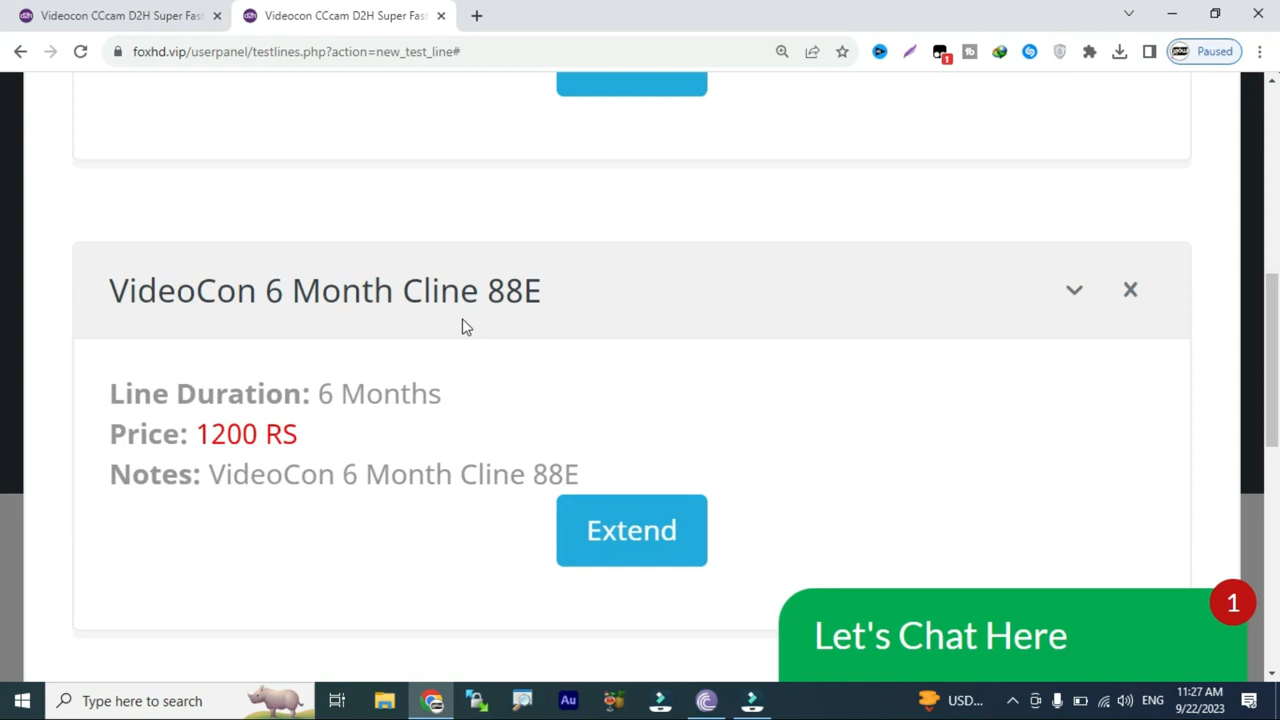 Videocon CCcam D2H Super Fast
Videocon CCcam D2H Super Fast
foxhd.vip/userpanel/testlines.php?action=new_test_line#
1
Paused
VideoCon 6 Month Cline 88E
Line Duration: 6 Months
Price: 1200 RS
Notes: VideoCon 6 Month Cline 88E
Extend
1
Let's Chat Here
Type here to search
Au
USD...
ENG
11:27 AM
9/22/2023